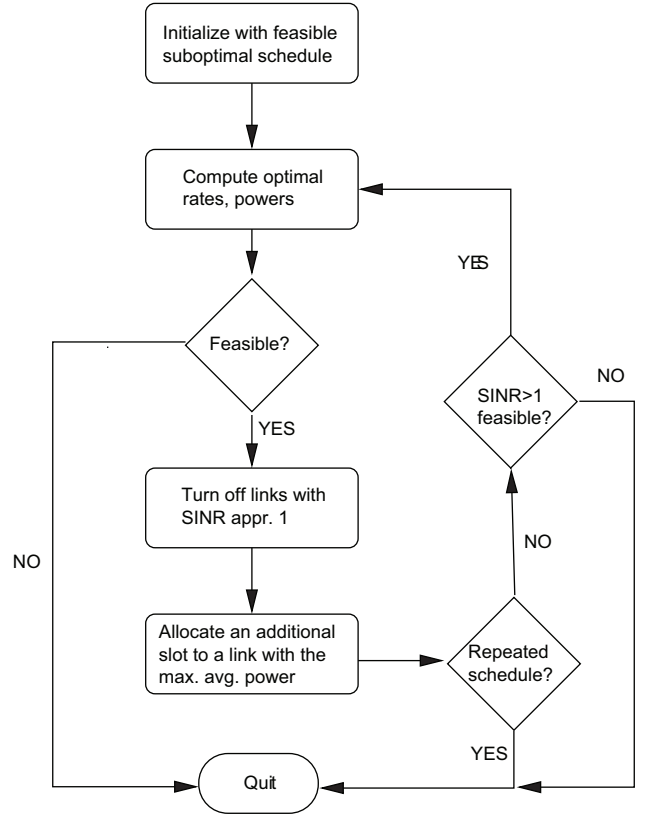 Initialize with feasible
suboptimal schedule
Compute optimal
rates, powers
YES
Feasible?
NO
SINR>1
feasible?
YES
Turn off links with
SINR appr. 1
NO
NO
Allocate an additional
slot to a link with the
max. avg. power
Repeated
schedule?
YES
Quit